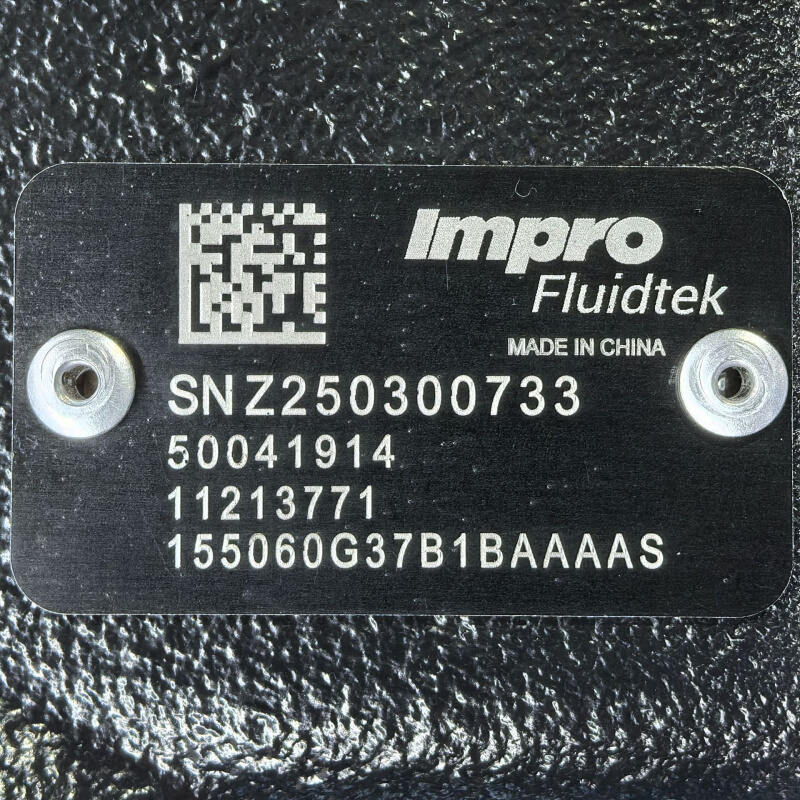 Impro
Fluidtek
MADE IN CHINA
SNZ250300733
50041914
11213771
155060G37B1BAAAAS